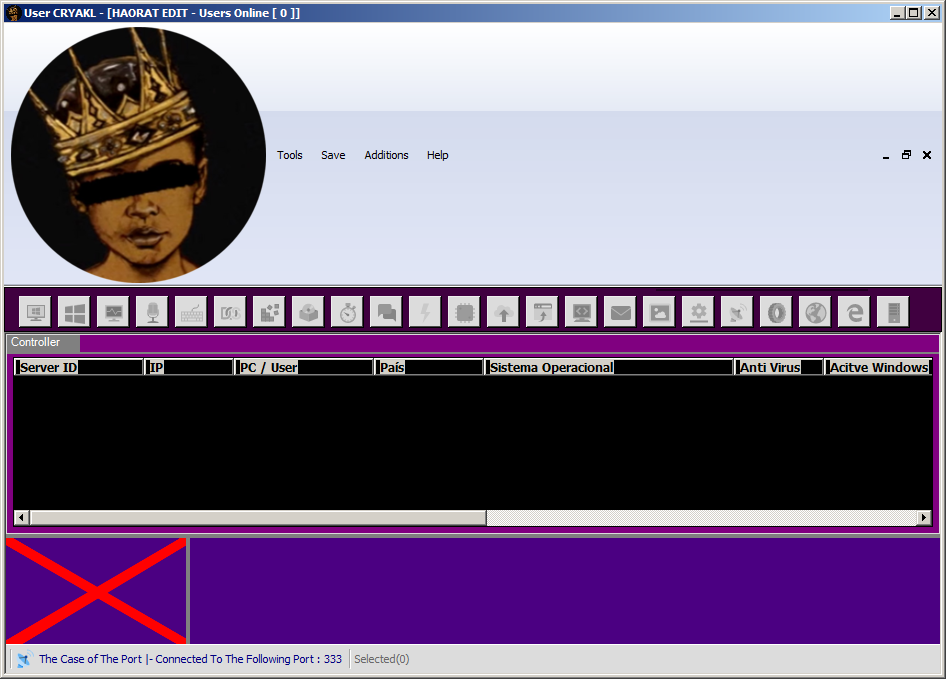 User CRYAKL - [HAORAT EDIT - Users Online [ 0 ]]
Tools Save Additions Help
Controller
Server ID IP PC / User País Sistema Operacional Anti Virus Acitve Windows
The Case of The Port |- Connected To The Following Port : 333 Selected(0)